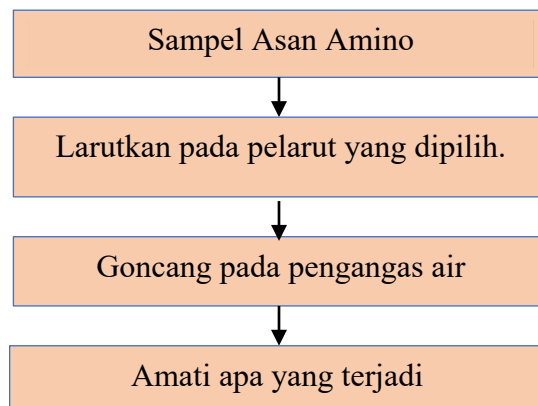 Sampel Asan Amino
Larutkan pada pelarut yang dipilih.
Goncang pada pengangas air
Amati apa yang terjadi